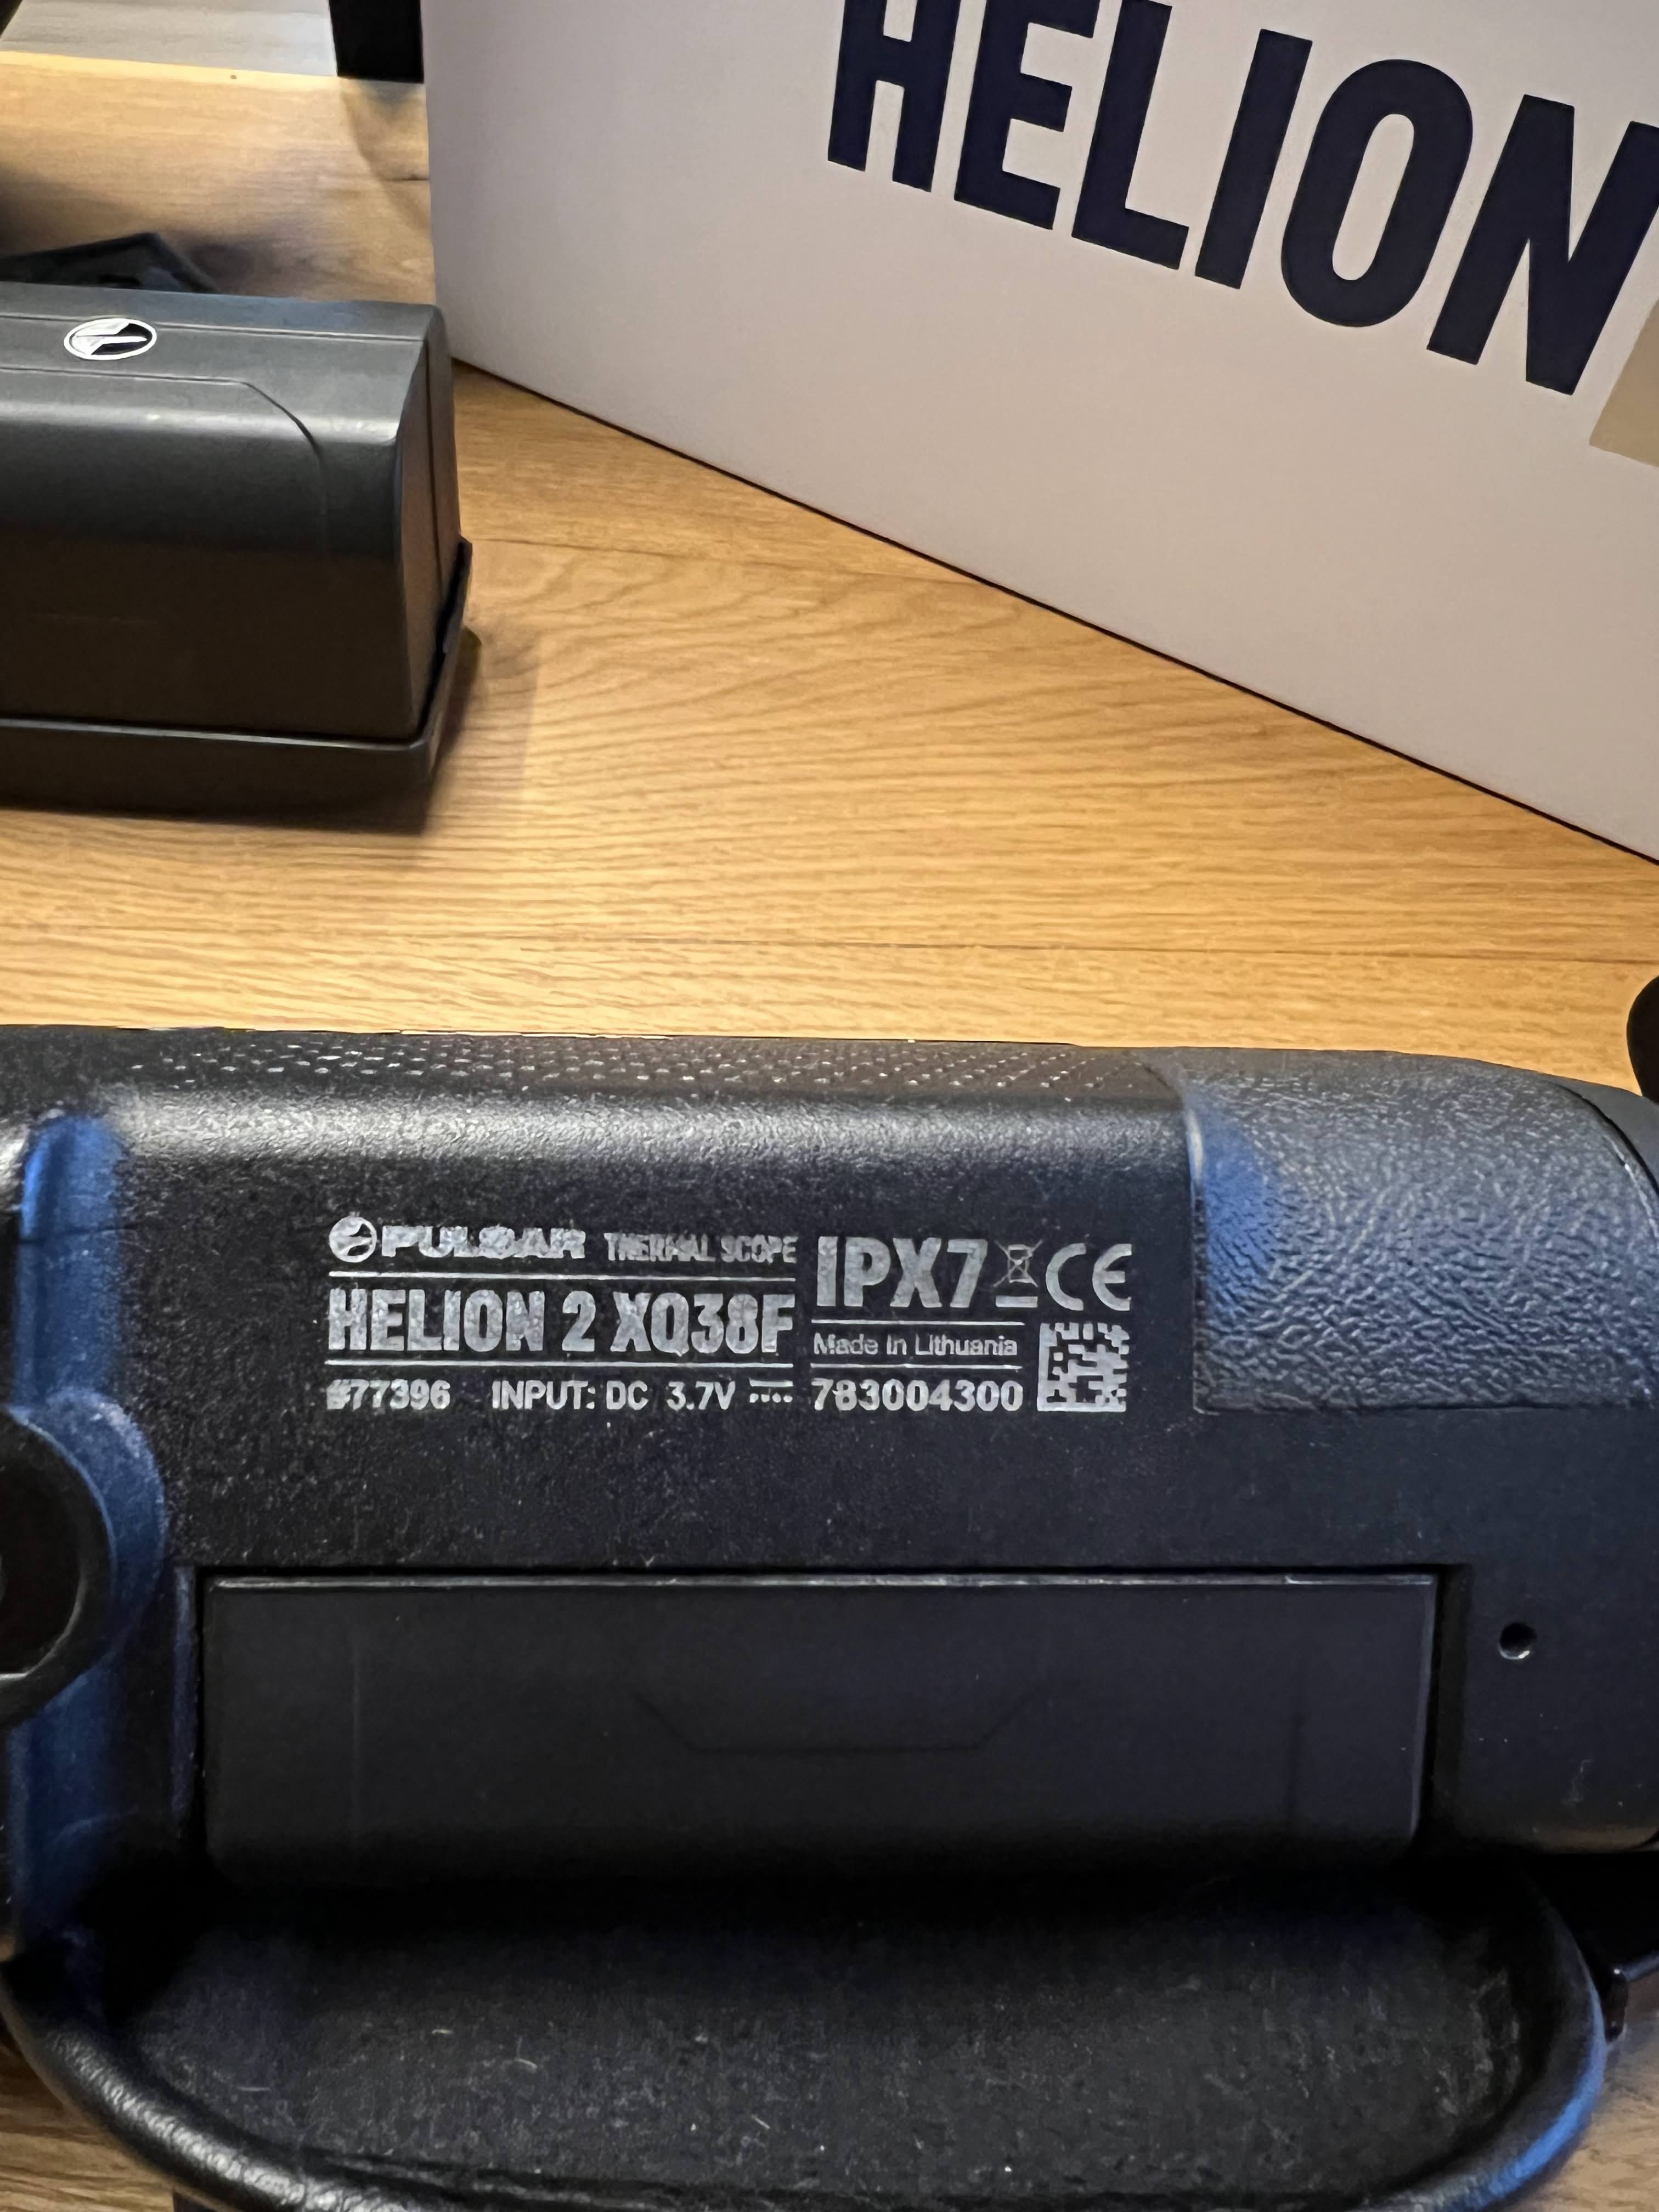 HELION
PULSAR THERMAL SCOPE
HELION 2 XQ38F
#77396 INPUT: DC 3.7V
IPX7 CE
Made in Lithuania
783004300